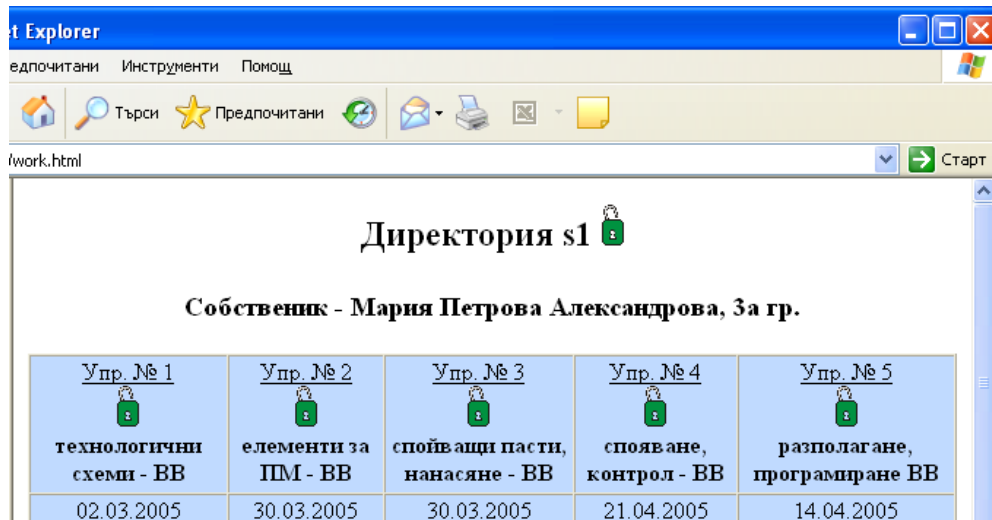 et Explorer
едпочитани Инструменти Помощ
Търси Предпочитани
/work.html Старт
Директория s1
Собственик - Мария Петрова Александрова, 3а гр.
Упр. № 1 Упр. № 2 Упр. № 3 Упр. № 4 Упр. № 5
технологични елементи за спойващи пасти, спояване, разполагане,
схеми - ВВ ПМ - ВВ нанасяне - ВВ контрол - ВВ програмиране ВВ
02.03.2005 30.03.2005 30.03.2005 21.04.2005 14.04.2005